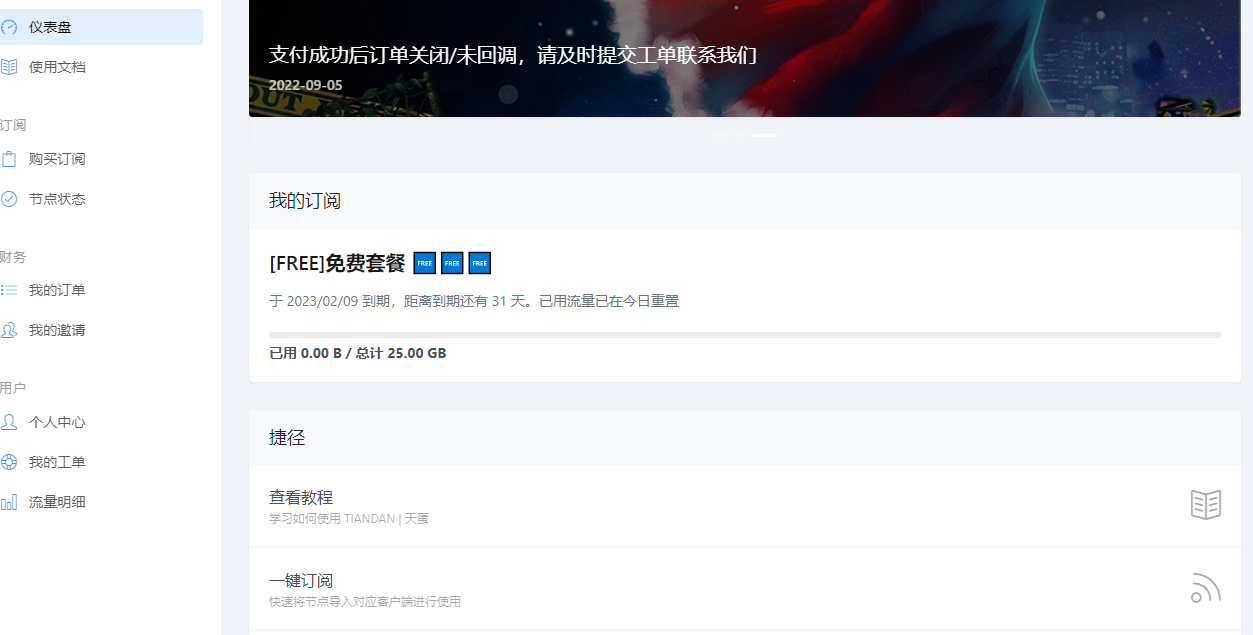 仪表盘
使用文档
订阅
购买订阅
节点状态
财务
我的订单
我的邀请
用户
个人中心
我的工单
流量明细
OUT
支付成功后订单关闭/未回调，请及时提交工单联系我们
2022-09-05
我的订阅
[FREE]免费套餐 FREE FREE FREE
于 2023/02/09 到期，距离到期还有 31 天。已用流量已在今日重置
已用 0.00 B / 总计 25.00 GB
捷径
查看教程
学习如何使用 TIANDAN | 天蛋
一键订阅
快速将节点导入对应客户端进行使用